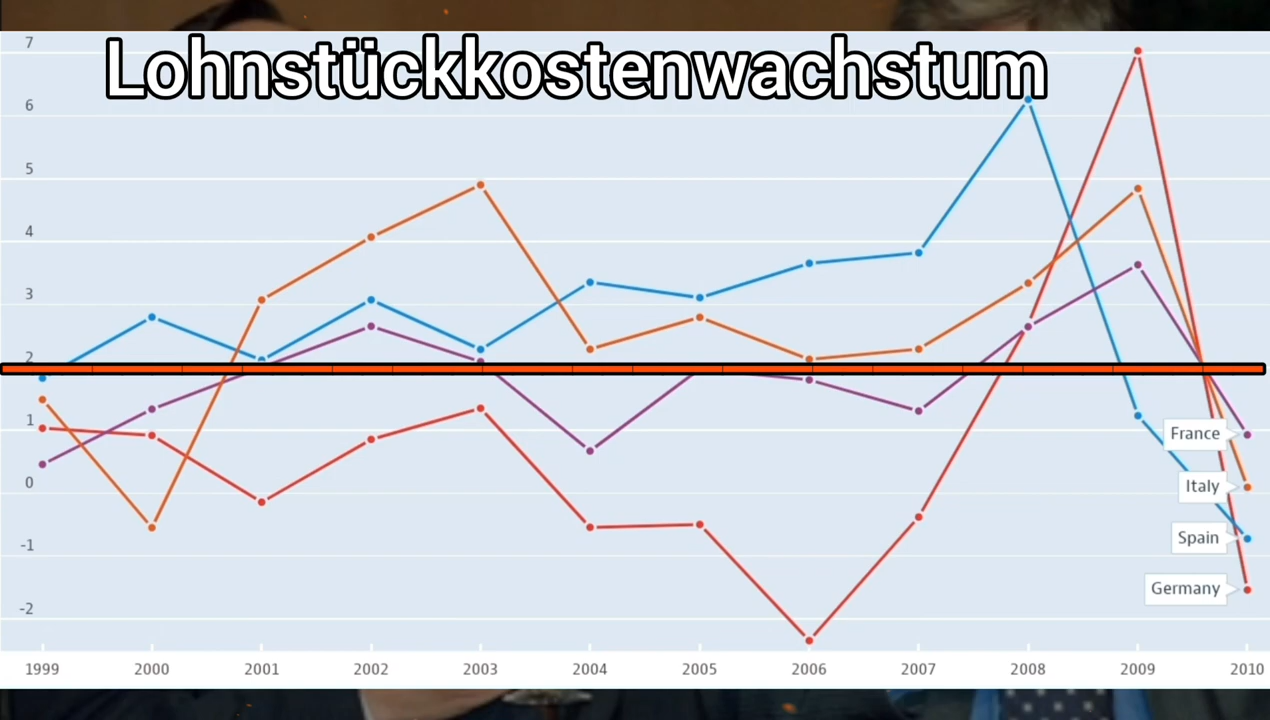 Lohnstückkostenwachstum
7
6
5
4
3
2
1
0
-1
-2
France
Italy
Spain
Germany
1999 2000 2001 2002 2003 2004 2005 2006 2007 2008 2009 2010